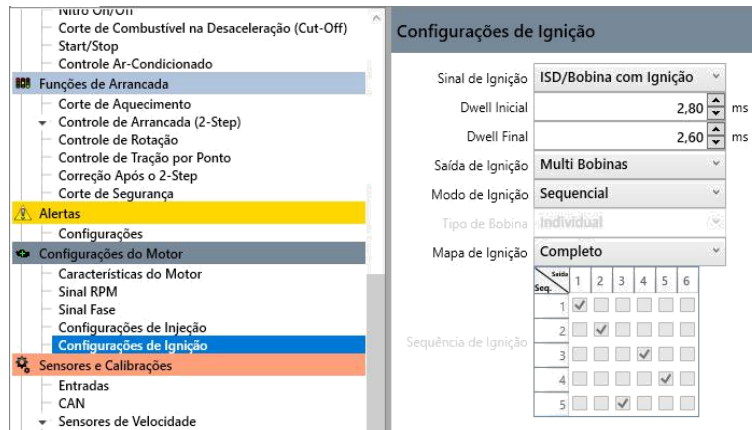 Nitro On/Off
Corte de Combustível na Desaceleração (Cut-Off)
Start/Stop
Controle Ar-Condicionado
Funções de Arrancada
Corte de Aquecimento
Controle de Arrancada (2-Step)
Controle de Rotação
Controle de Tração por Ponto
Correção Após o 2-Step
Corte de Segurança
Alertas
Configurações
Configurações do Motor
Características do Motor
Sinal RPM
Sinal Fase
Configurações de Injeção
Configurações de Ignição
Sensores e Calibrações
Entradas
CAN
Sensores de Velocidade
Configurações de Ignição
Sinal de Ignição ISD/Bobina com Ignição
Dwell Inicial 2,80 ms
Dwell Final 2,60 ms
Saída de Ignição Multi Bobinas
Modo de Ignição Sequencial
Tipo de Bobina Individual
Mapa de Ignição Completo
Saída 1 2 3 4 5 6
Seq.
1
2
Sequência de Ignição
3
4
5